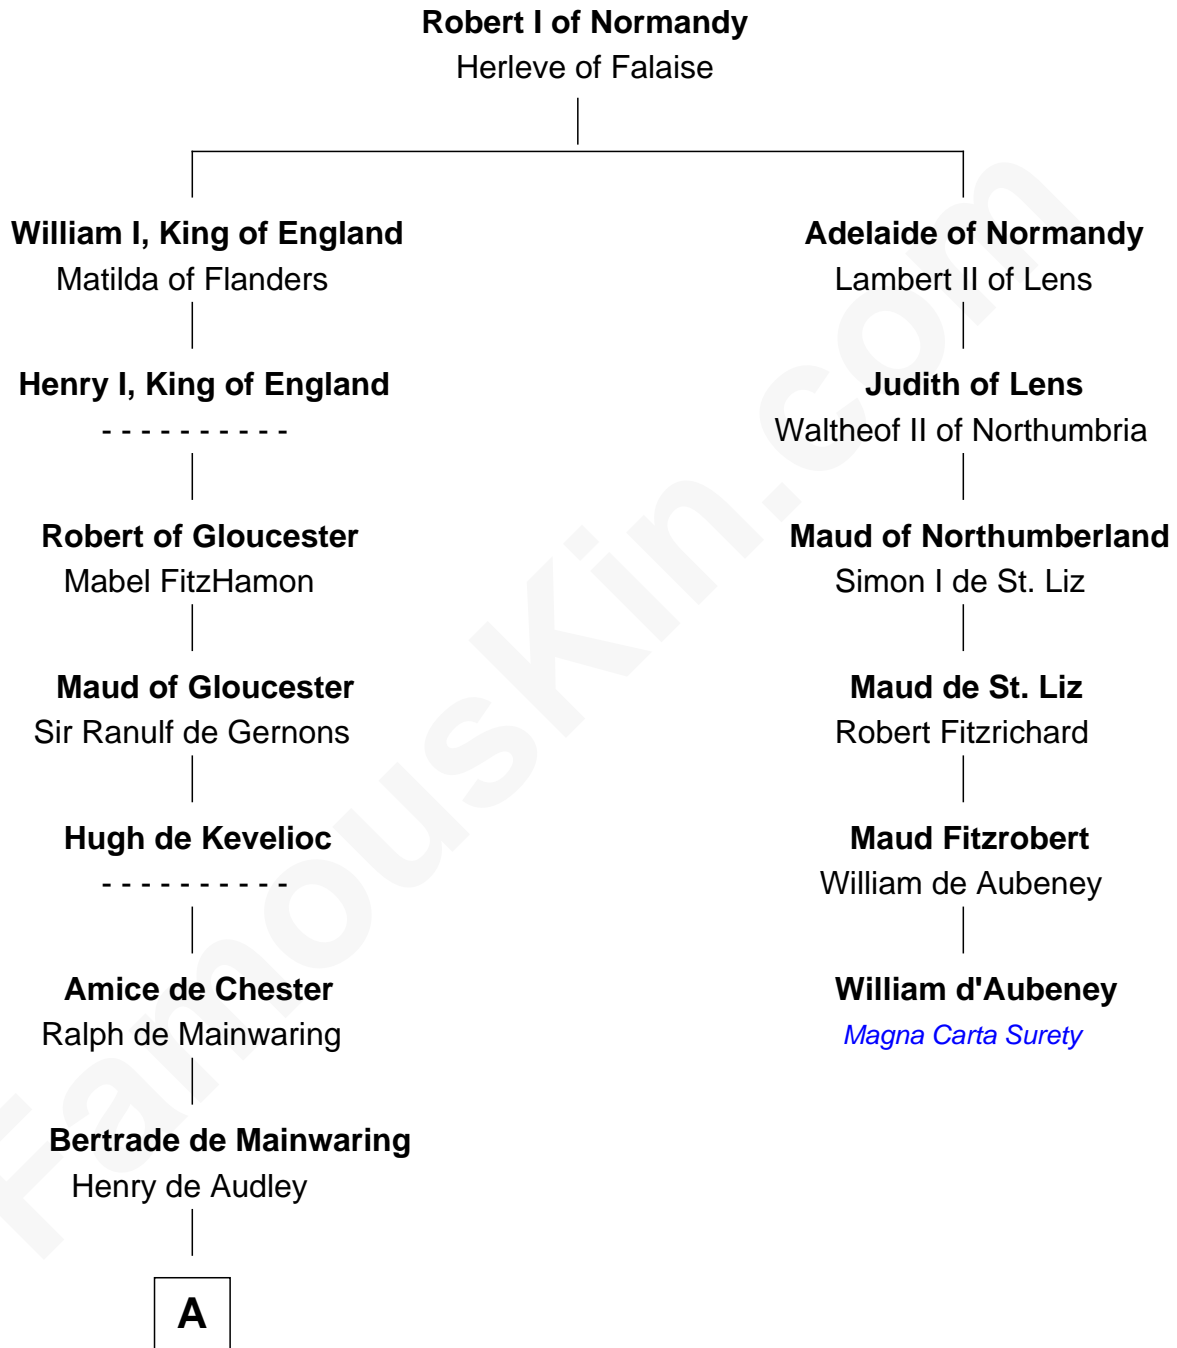 Robert I of Normandy
Herleve of Falaise
William I, King of England
Matilda of Flanders
Adelaide of Normandy
Lambert II of Lens
Henry I, King of England
- - - - - - - - - -
Judith of Lens
Waltheof II of Northumbria
Robert of Gloucester
Mabel FitzHamon
Maud of Northumberland
Simon I de St. Liz
Maud of Gloucester
Sir Ranulf de Gernons
Maud de St. Liz
Robert Fitzrichard
Hugh de Kevelioc
- - - - - - - - - -
Maud Fitzrobert
William de Aubeney
Amice de Chester
Ralph de Mainwaring
William d'Aubeney
Magna Carta Surety
Bertrade de Mainwaring
Henry de Audley
A
FamousKin.com